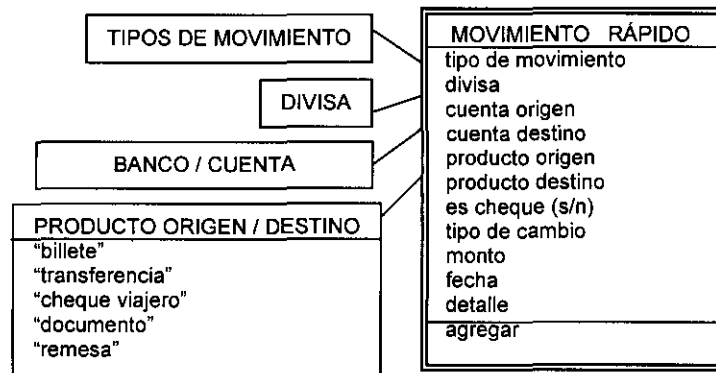 TIPOS DE MOVIMIENTO
DIVISA
BANCO / CUENTA
PRODUCTO ORIGEN / DESTINO
"billete"
"transferencia"
"cheque viajero"
"documento"
"remesa"
MOVIMIENTO RÁPIDO
tipo de movimiento
divisa
cuenta origen
cuenta destino
producto origen
producto destino
es cheque (s/n)
tipo de cambio
monto
fecha
detalle
agregar